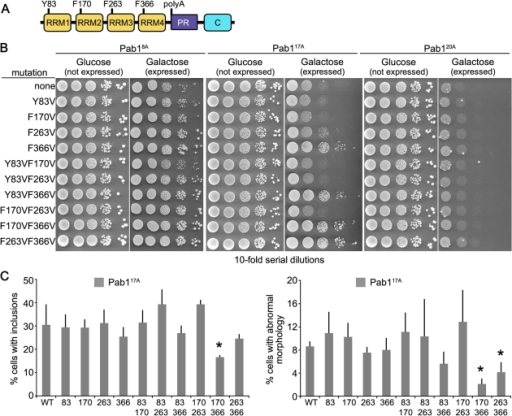 A
Y83 F170 F263 F366 polyA
RRM1 RRM2 RRM3 RRM4 PR C
B
Pab1^8A Pab1^17A Pab1^20A
Glucose Galactose Glucose Galactose Glucose Galactose
mutation (not expressed) (expressed) (not expressed) (expressed) (not expressed) (expressed)
none
Y83V
F170V
F263V
F366V
Y83VF170V
Y83VF263V
Y83VF366V
F170VF263V
F170VF366V
F263VF366V
10-fold serial dilutions
C
Pab1^17A
% cells with inclusions
50
40
30
20
10
0
*
WT 83 170 263 366 83 83 83 170 170 263
170 263 366 263 366 366
Pab1^17A
% cells with abnormal morphology
20
16
12
8
4
0
* *
WT 83 170 263 366 83 83 83 170 170 263
170 263 366 263 366 366